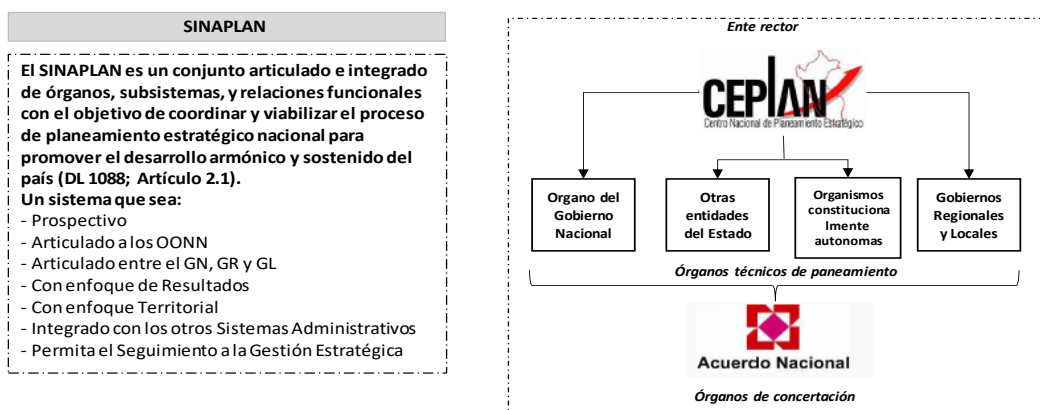 SINAPLAN
El SINAPLAN es un conjunto articulado e integrado
de órganos, subsistemas, y relaciones funcionales
con el objetivo de coordinar y viabilizar el proceso
de planeamiento estratégico nacional para
promover el desarrollo armónico y sostenido del
país (DL 1088; Artículo 2.1).
Un sistema que sea:
- Prospectivo
- Articulado a los OONN
- Articulado entre el GN, GR y GL
- Con enfoque de Resultados
- Con enfoque Territorial
- Integrado con los otros Sistemas Administrativos
- Permita el Seguimiento a la Gestión Estratégica
Ente rector
CEPLAN
Centro Nacional de Planeamiento Estratégico
Organo del
Gobierno
Nacional
Otras
entidades
del Estado
Organismos
constituciona
lmente
autonomas
Gobiernos
Regionales
y Locales
Órganos técnicos de paneamiento
Acuerdo Nacional
Órganos de concertación